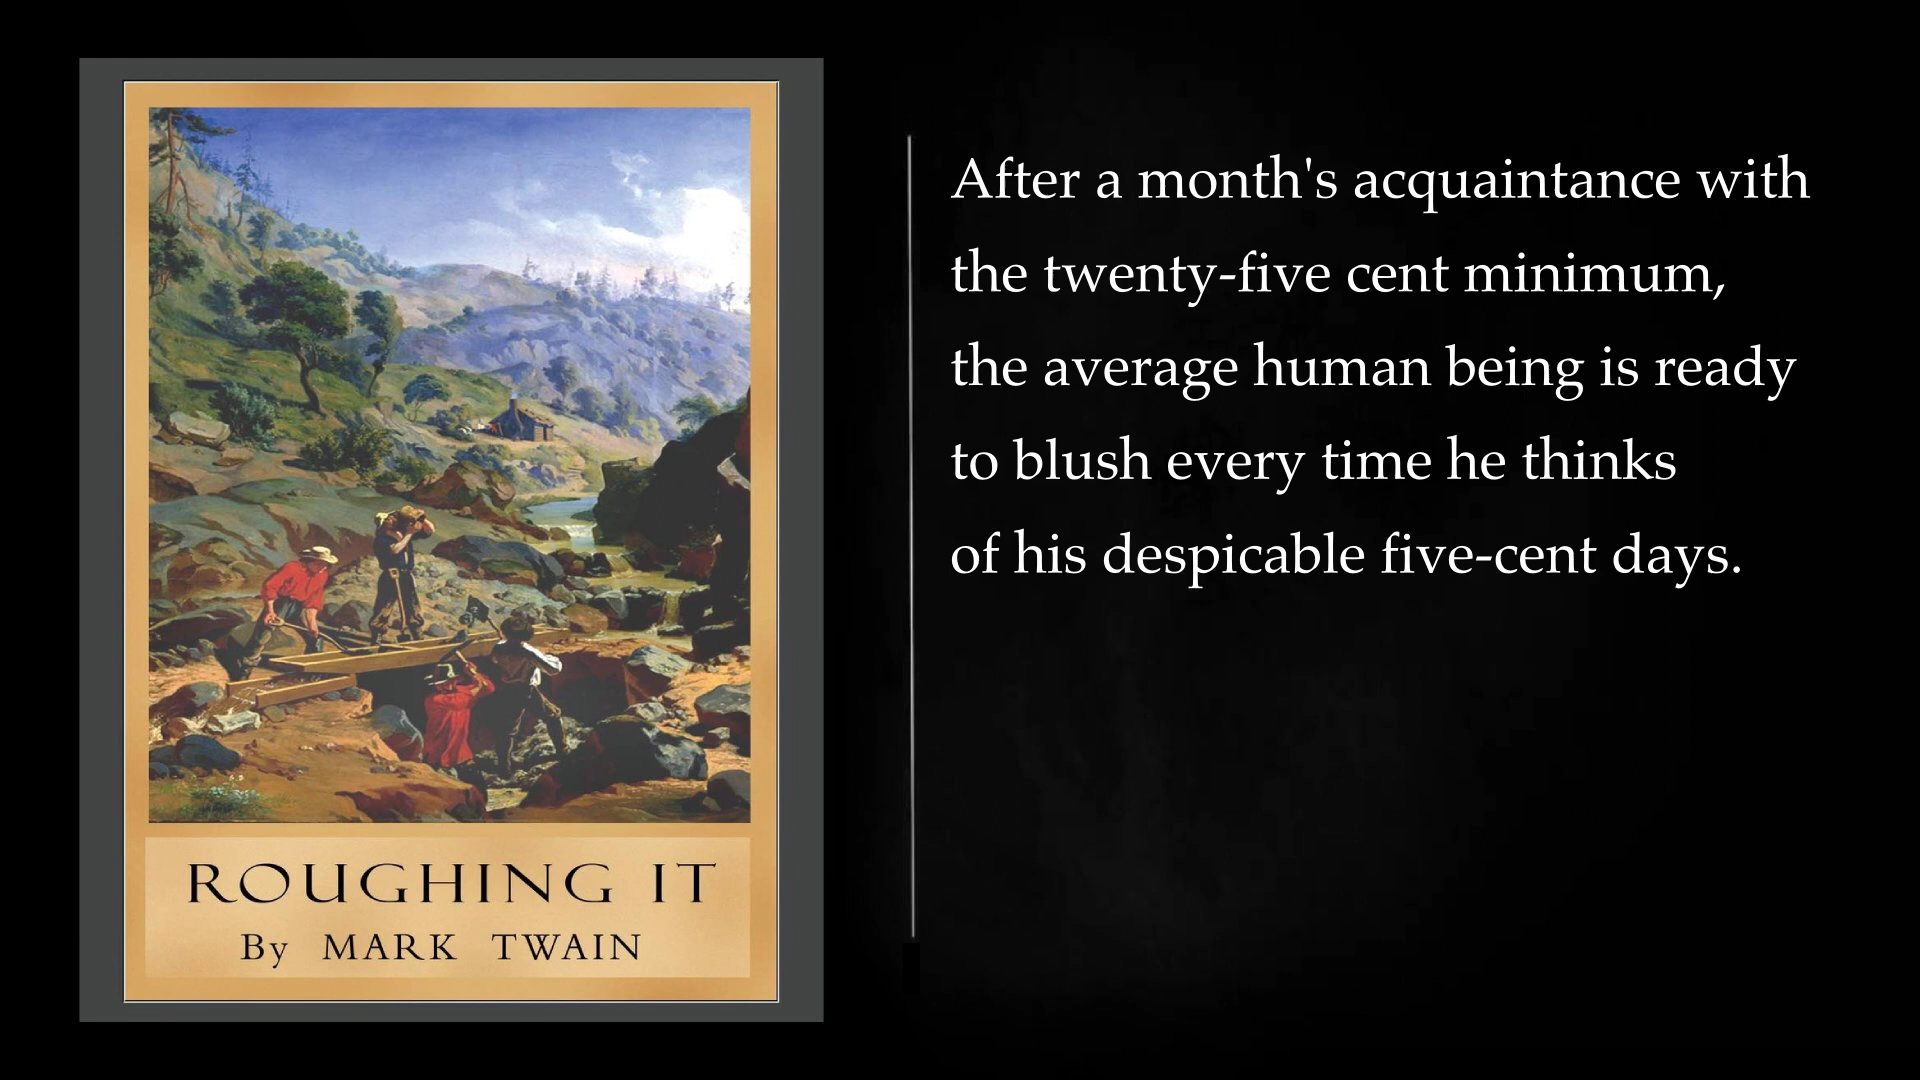 ROUGHING IT
By MARK TWAIN
After a month's acquaintance with
the twenty-five cent minimum,
the average human being is ready
to blush every time he thinks
of his despicable five-cent days.